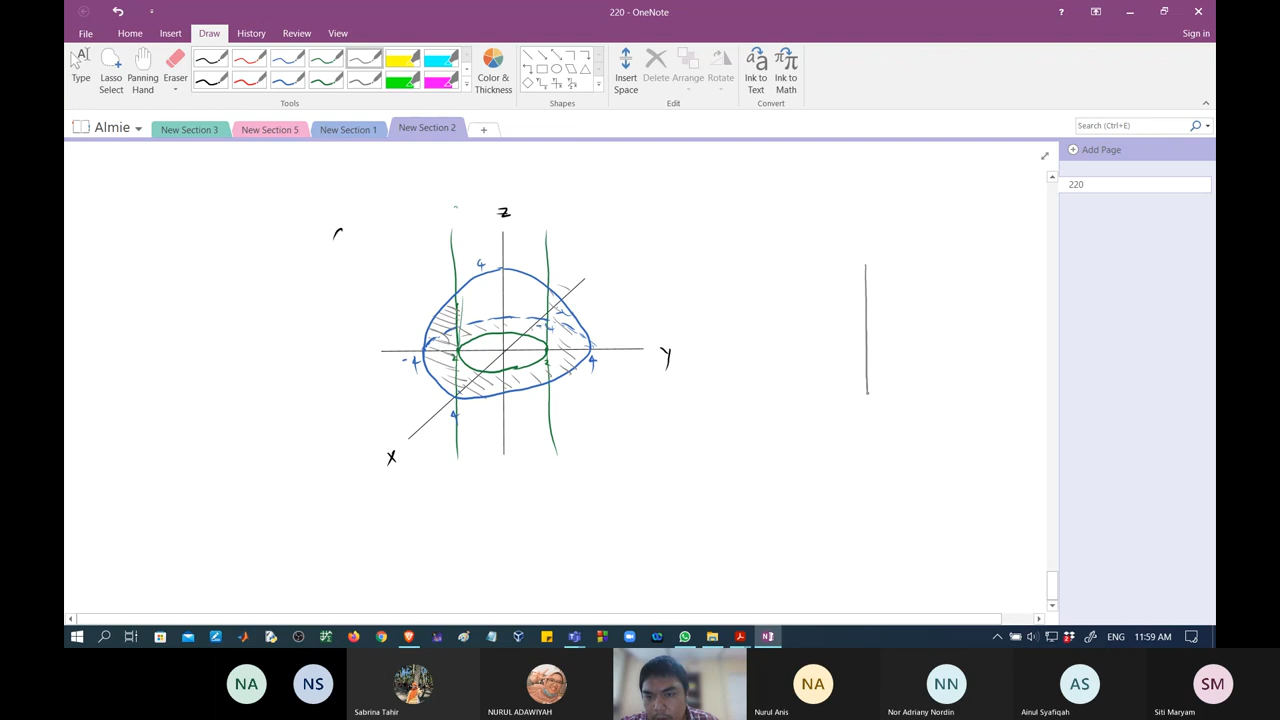 220 - OneNote
File Home Insert Draw History Review View Sign in
Type Lasso Select Panning Hand Eraser Color & Thickness Insert Space Delete Arrange Rotate Ink to Text Ink to Math
Tools Shapes Edit Convert
Almie New Section 3 New Section 5 New Section 1 New Section 2 + Search (Ctrl+E)
Add Page
220
z
4
-4
-4 2 2 4
y
4
x
ENG 11:59 AM
NA NS NA NN AS SM
Sabrina Tahir NURUL ADAWIYAH Nurul Anis Nor Adriany Nordin Ainul Syafiqah Siti Maryam